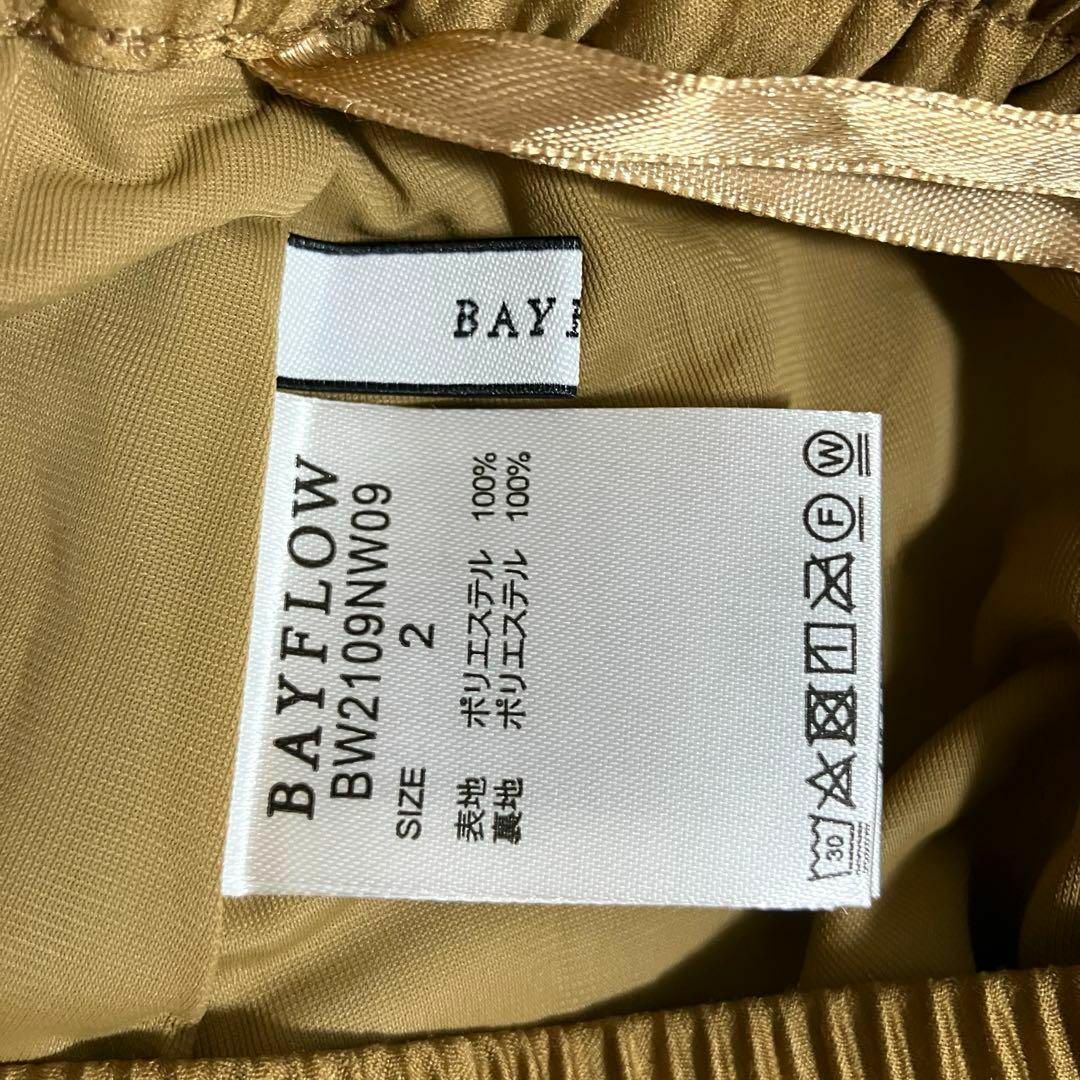 BAY
BAYFLOW
BW2109NW09
SIZE 2
表地 ポリエステル 100%
裏地 ポリエステル 100%
30
F
W